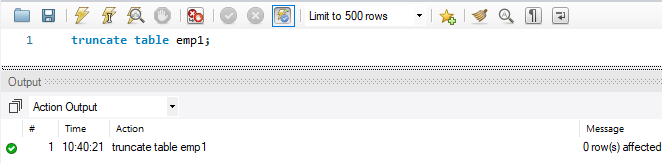 Limit to 500 rows
1 truncate table emp1;
Output
Action Output
# Time Action Message
1 10:40:21 truncate table emp1 0 row(s) affected